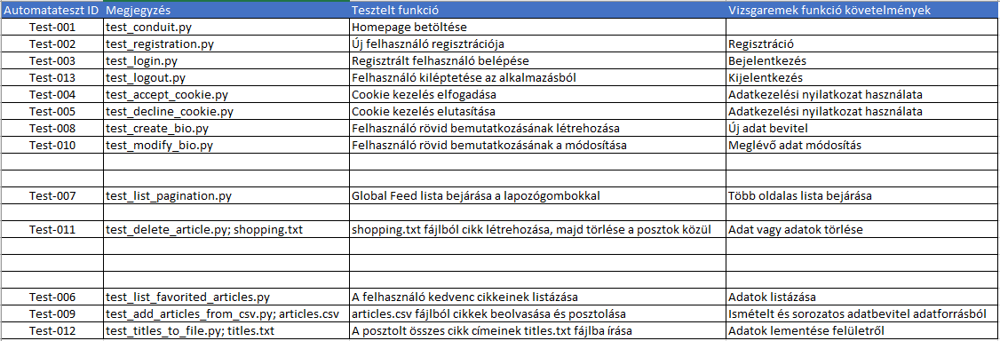 Automatateszt ID Megjegyzés Tesztelt funkció Vizsgaremek funkció követelmények
Test-001 test_conduit.py Homepage betöltése
Test-002 test_registration.py Új felhasználó regisztrációja Regisztráció
Test-003 test_login.py Regisztrált felhasználó belépése Bejelentkezés
Test-013 test_logout.py Felhasználó kiléptetése az alkalmazásból Kijelentkezés
Test-004 test_accept_cookie.py Cookie kezelés elfogadása Adatkezelési nyilatkozat használata
Test-005 test_decline_cookie.py Cookie kezelés elutasítása Adatkezelési nyilatkozat használata
Test-008 test_create_bio.py Felhasználó rövid bemutatkozásának létrehozása Új adat bevitel
Test-010 test_modify_bio.py Felhasználó rövid bemutatkozásának a módosítása Meglévő adat módosítás
Test-007 test_list_pagination.py Global Feed lista bejárása a lapozógombokkal Több oldalas lista bejárása
Test-011 test_delete_article.py; shopping.txt shopping.txt fájlból cikk létrehozása, majd törlése a posztok közül Adat vagy adatok törlése
Test-006 test_list_favorited_articles.py A felhasználó kedvenc cikkeinek listázása Adatok listázása
Test-009 test_add_articles_from_csv.py; articles.csv articles.csv fájlból cikkek beolvasása és posztolása Ismételt és sorozatos adatbevitel adatforrásból
Test-012 test_titles_to_file.py; titles.txt A posztolt összes cikk címeinek titles.txt fájlba írása Adatok lementése felületről